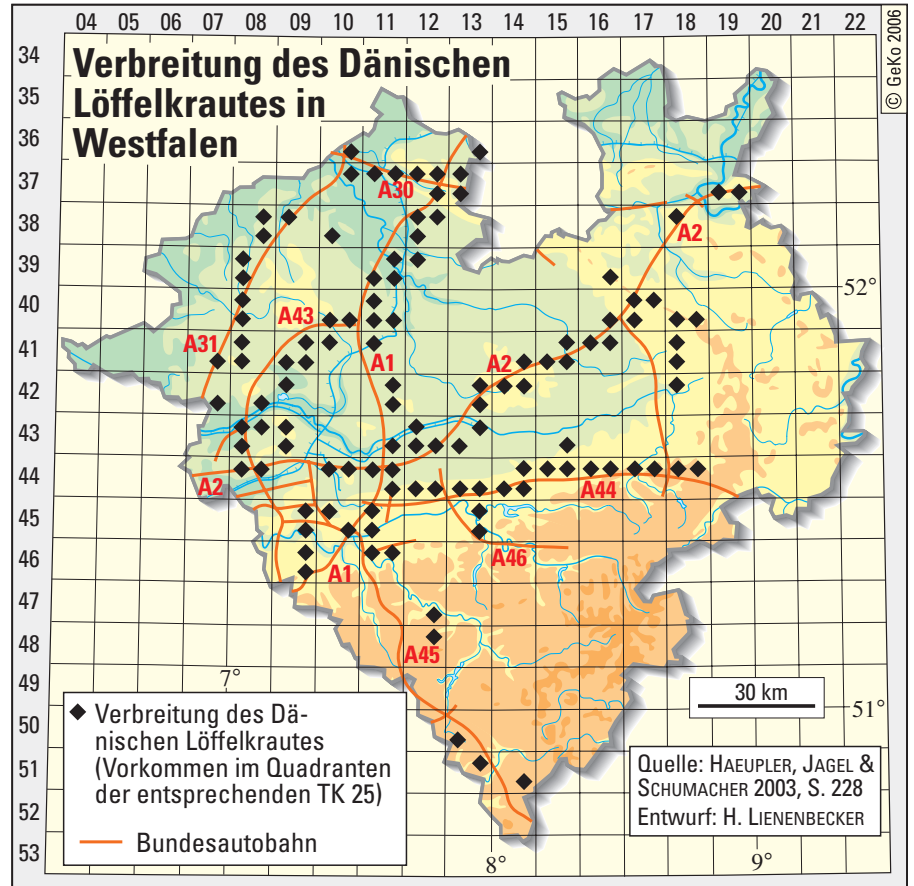 04 05 06 07 08 09 10 11 12 13 14 15 16 17 18 19 20 21 22
© GeKo 2006
Verbreitung des Dänischen
Löffelkrautes in
Westfalen
34
35
36
37
38
39
40
41
42
43
44
45
46
47
48
49
50
51
52
53
A30
A2
52°
A43
A31
A1
A2
A2
A44
A1
A46
A45
7°
30 km
51°
◆ Verbreitung des Dä-
nischen Löffelkrautes
(Vorkommen im Quadranten
der entsprechenden TK 25)
Bundesautobahn
Quelle: HAEUPLER, JAGEL &
SCHUMACHER 2003, S. 228
Entwurf: H. LIENENBECKER
8°
9°